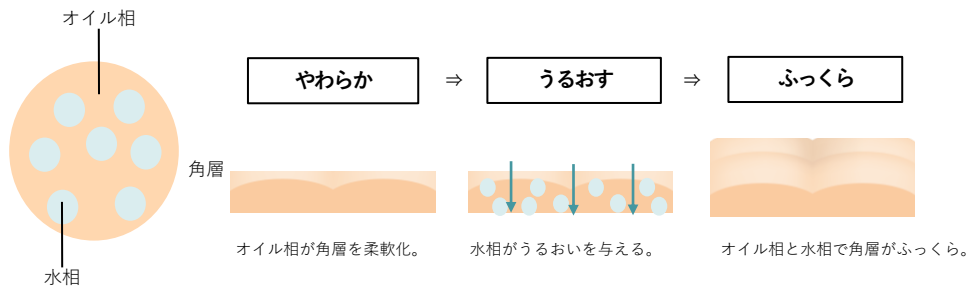 オイル相
水相
やわらか
⇒
うるおす
⇒
ふっくら
角層
オイル相が角層を柔軟化。
水相がうるおいを与える。
オイル相と水相で角層がふっくら。